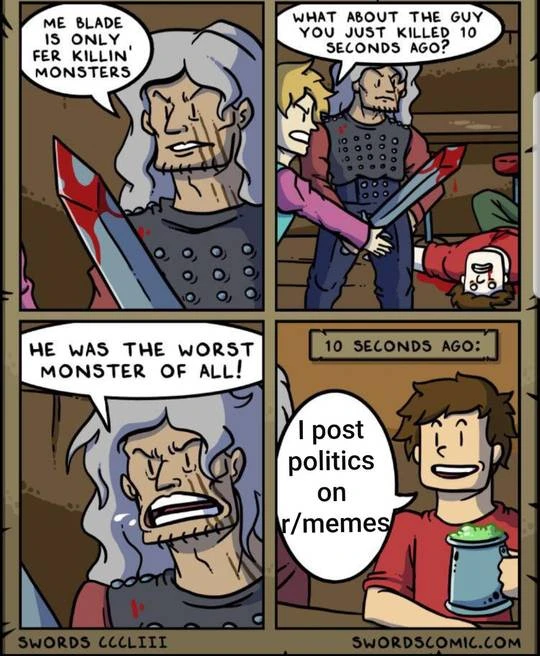 ME BLADE
IS ONLY
FER KILLIN'
MONSTERS
WHAT ABOUT THE GUY
YOU JUST KILLED 10
SECONDS AGO?
HE WAS THE WORST
MONSTER OF ALL!
10 SECONDS AGO:
I post
politics
on
r/memes
SWORDS CCCLIII
SWORDSCOMIC.COM